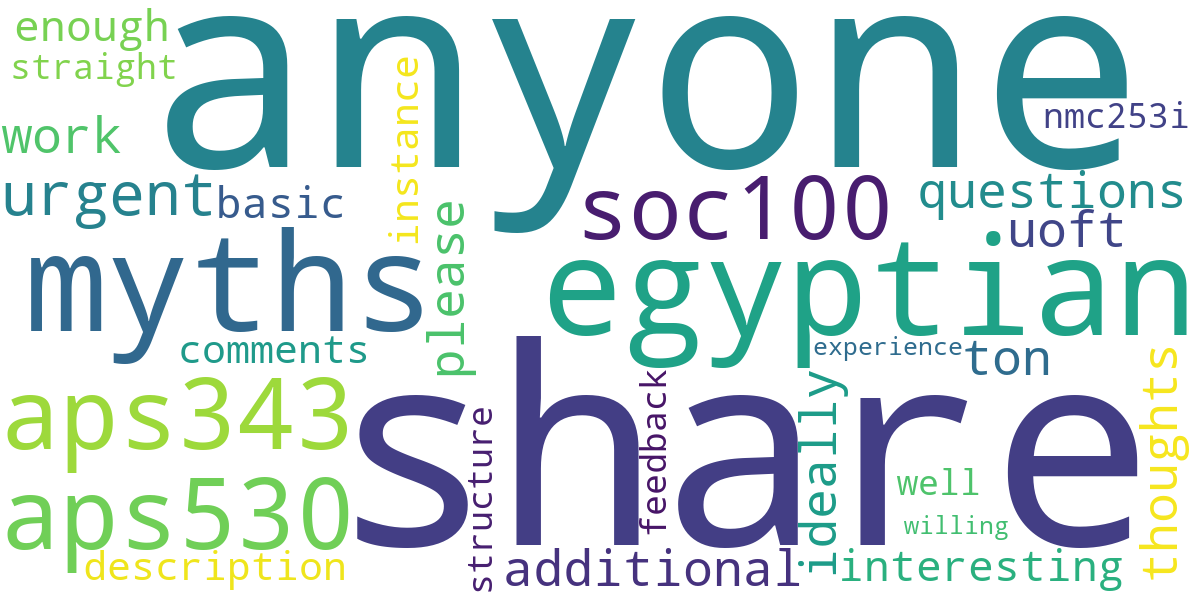 enough
anyone
straight
instance
nmc253i
work
urgent
basic
soc100
questions
uoft
please
myths
egyptian
comments
experience
ton
aps343
share
feedback
ideally
thoughts
structure
aps530
well
willing
description
additional
interesting